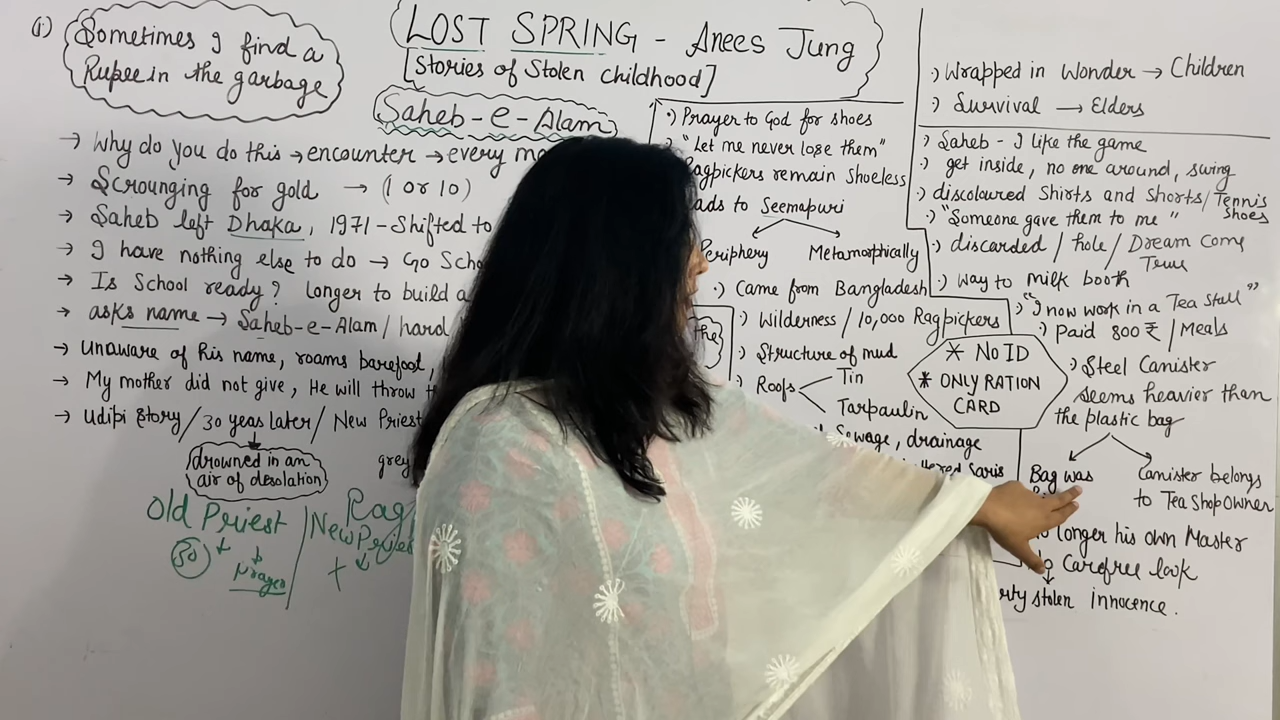 (i) Sometimes I find a
Rupee in the garbage
LOST SPRING - Anees Jung
[Stories of Stolen childhood]
Saheb-e-Alam
→ Why do you do this → encounter → every
→ Scrounging for gold → (1 or 10)
→ Saheb left Dhaka, 1971 - Shifted to
→ I have nothing else to do → Go
→ Is School ready? longer to build a
→ asks name → Saheb-e-Alam / hard
→ Unaware of his name, roams barefoot,
→ My mother did not give, He will throw
→ Udipi Story / 30 years later / New Priest
drowned in an
air of desolation
grey
Old Priest
30
Prayer
Rag
New
·) Prayer to God for shoes
"Let me never lose them"
Ragpickers remain shoeless
to Seemapuri
Periphery Metamorphically
·) Came from Bangladesh
the
·) Wilderness / 10,000 Ragpickers
·) Structure of mud
·) Roofs
Tin
Tarpaulin
Sewage, drainage
Saris
·) Wrapped in Wonder → Children
·) Survival → Elders
·) Saheb - I like the game
·) get inside, no one around, swing
·) discoloured Shirts and Shorts / Tennis
Shoes
·) "Someone gave them to me"
·) discarded / hole / Dream Come
True
·) Way to milk booth
·) "I now work in a Tea Stall"
·) Paid 800 ₹ / Meals
* NO ID
* ONLY RATION
CARD
·) Steel Canister
seems heavier than
the plastic bag
Bag was
Canister belongs
to Tea Shop Owner
longer his own Master
Carefree look
stolen innocence.